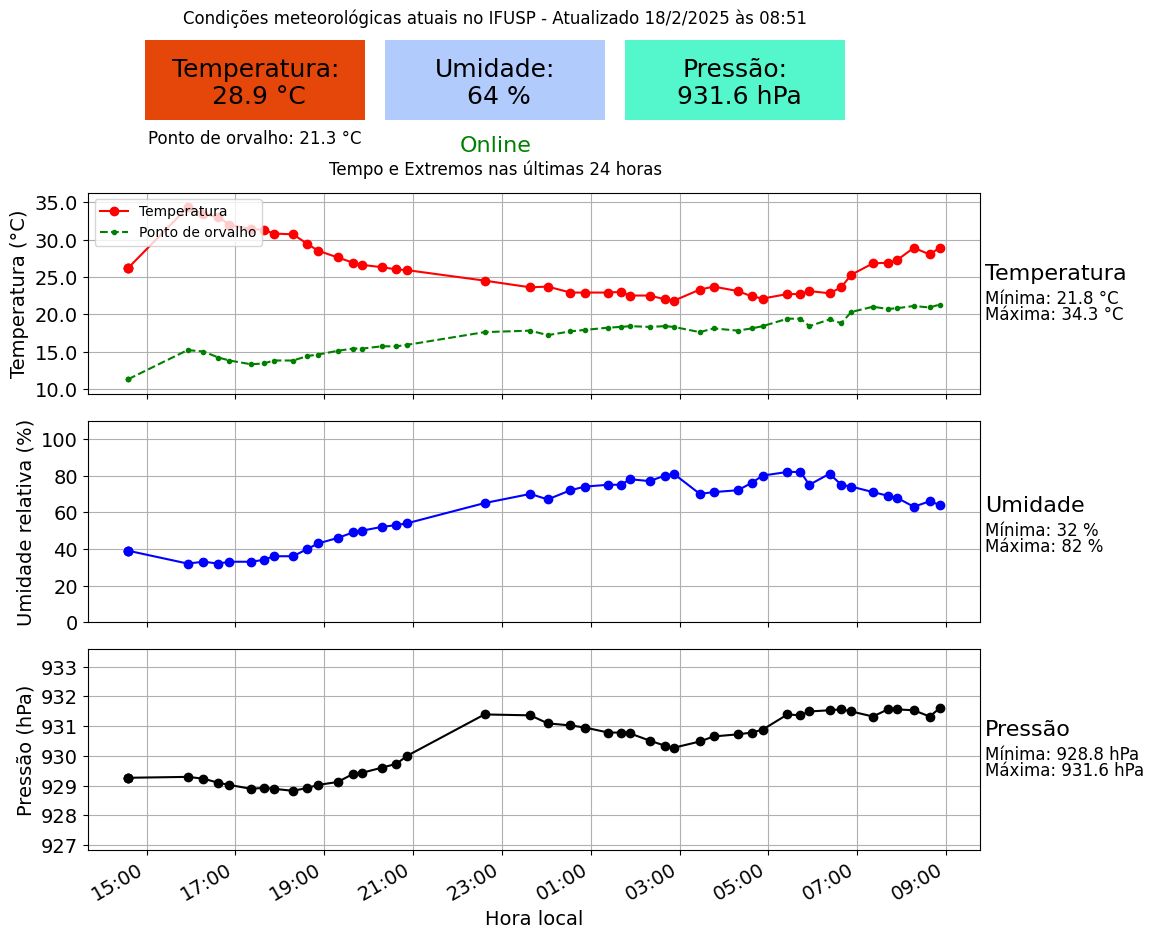 Condições meteorológicas atuais no IFUSP - Atualizado 18/2/2025 às 08:51
Temperatura:
28.9 °C
Umidade:
64 %
Pressão:
931.6 hPa
Ponto de orvalho: 21.3 °C
Online
Tempo e Extremos nas últimas 24 horas
Temperatura (°C)
35.0
30.0
25.0
20.0
15.0
10.0
Temperatura
Ponto de orvalho
Temperatura
Mínima: 21.8 °C
Máxima: 34.3 °C
Umidade relativa (%)
100
80
60
40
20
0
Umidade
Mínima: 32 %
Máxima: 82 %
Pressão (hPa)
933
932
931
930
929
928
927
Pressão
Mínima: 928.8 hPa
Máxima: 931.6 hPa
15:00 17:00 19:00 21:00 23:00 01:00 03:00 05:00 07:00 09:00
Hora local